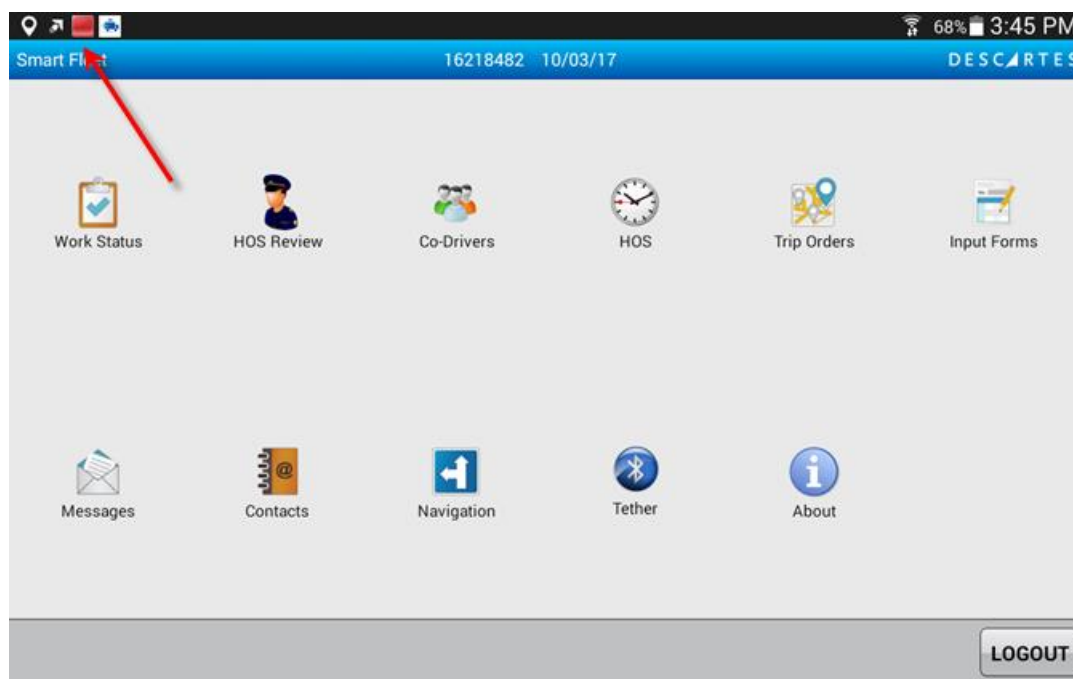 68% 3:45 PM
Smart Fleet 16218482 10/03/17 DESCARTES
Work Status HOS Review Co-Drivers HOS Trip Orders Input Forms
Messages Contacts Navigation Tether About
LOGOUT